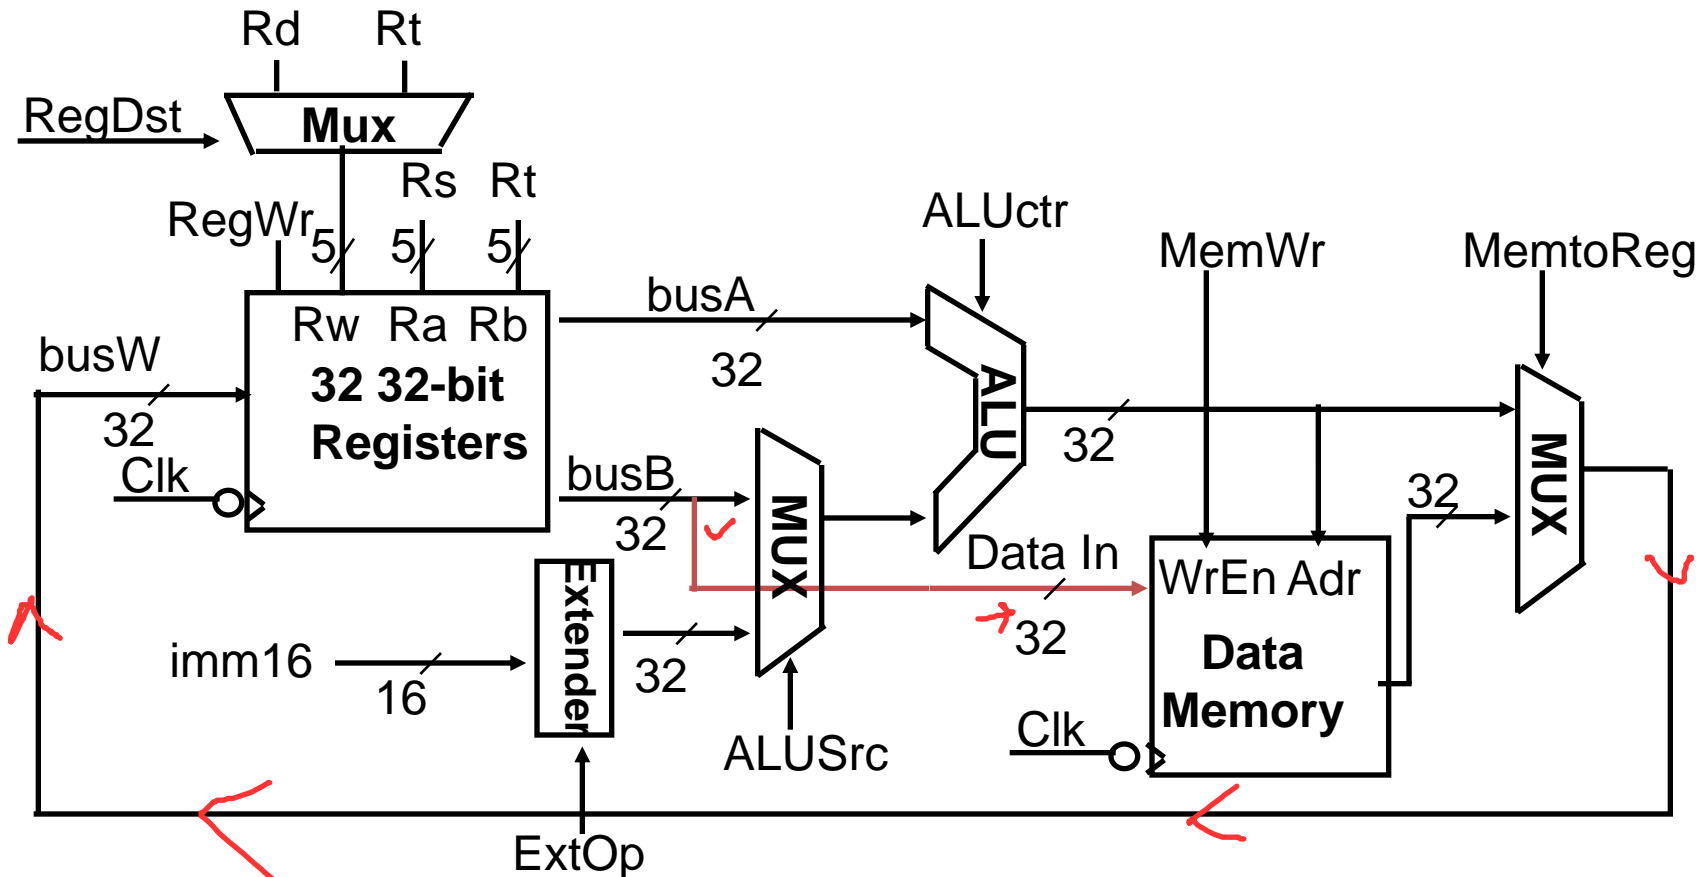 Rd Rt
RegDst
Mux
Rs Rt
RegWr
5 5 5
ALUctr
MemWr
MemtoReg
busA
32
Rw Ra Rb
busW
32
32 32-bit
Registers
Clk
busB
32
MUX
ALU
32
MUX
32
Data In
32
WrEn Adr
Data
Memory
Clk
Extender
imm16
16
32
ALUSrc
ExtOp